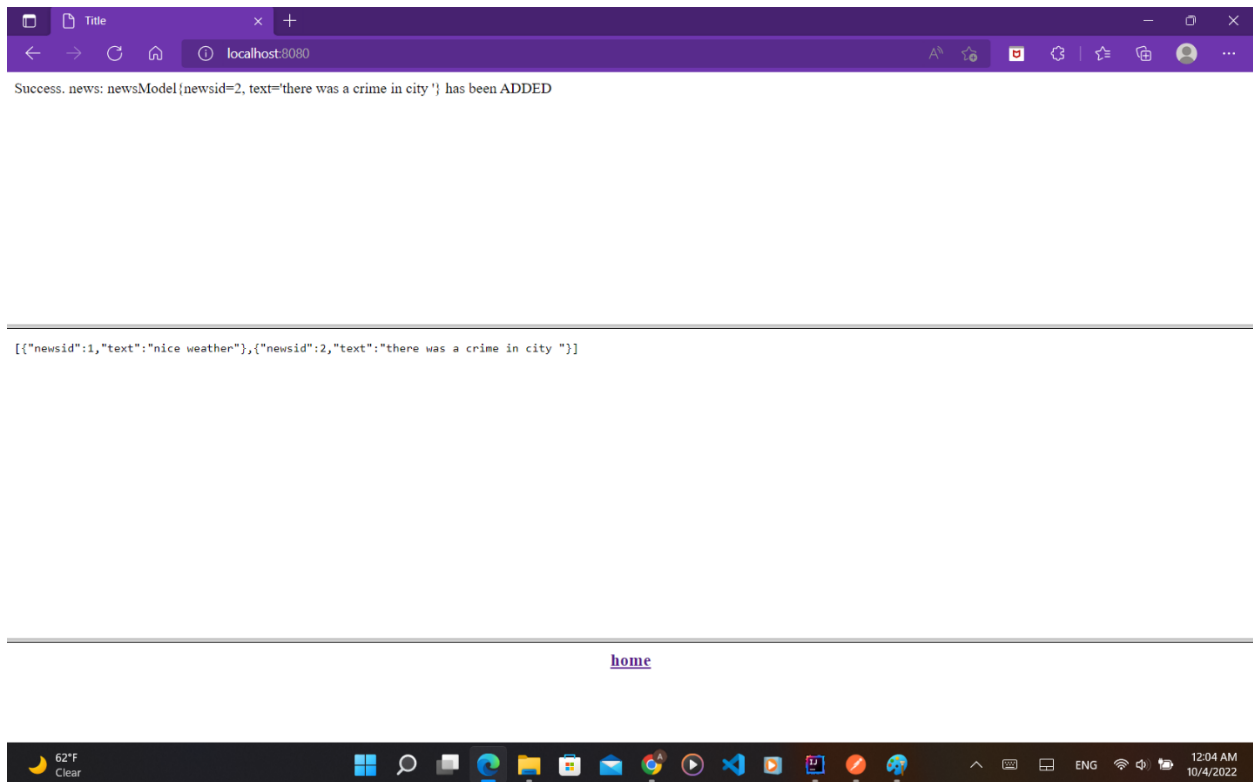 Title
localhost:8080
Success. news: newsModel{newsid=2, text='there was a crime in city '} has been ADDED
[{"newsid":1,"text":"nice weather"},{"newsid":2,"text":"there was a crime in city "}]
home
62°F
Clear
ENG
12:04 AM
10/4/2022